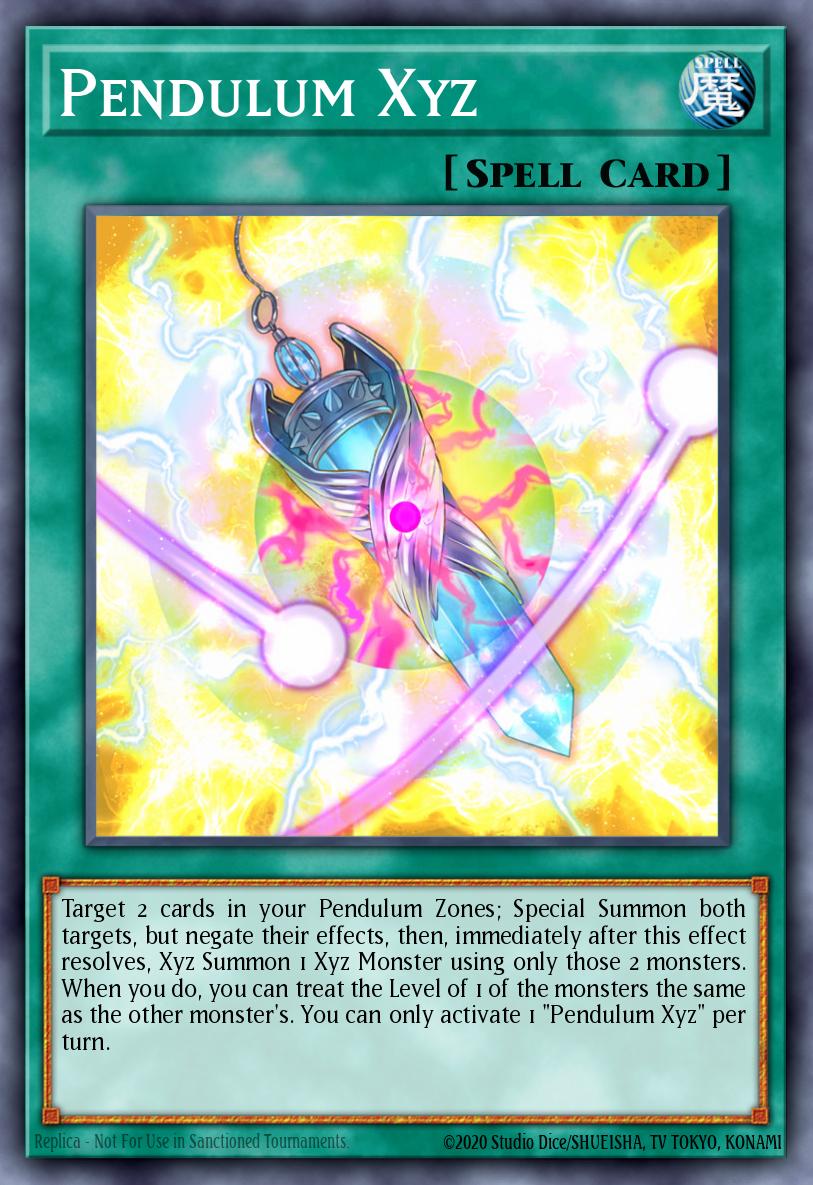 Pendulum Xyz
SPELL
魔
[Spell Card]
Target 2 cards in your Pendulum Zones; Special Summon both
targets, but negate their effects, then, immediately after this effect
resolves, Xyz Summon 1 Xyz Monster using only those 2 monsters.
When you do, you can treat the Level of 1 of the monsters the same
as the other monster's. You can only activate 1 "Pendulum Xyz" per
turn.
Replica - Not For Use in Sanctioned Tournaments.
©2020 Studio Dice/SHUEISHA, TV TOKYO, KONAMI